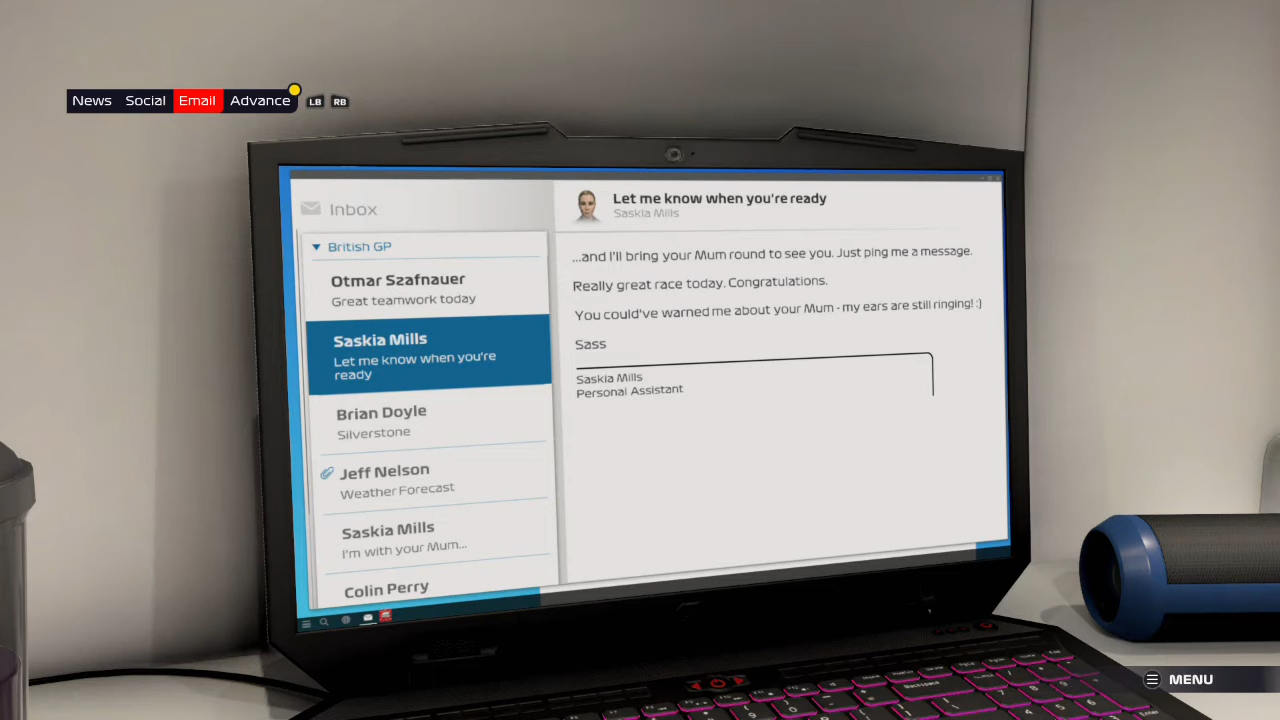 News Social Email Advance LB RB
Inbox
British GP
Otmar Szafnauer
Great teamwork today
Saskia Mills
Let me know when you're
ready
Brian Doyle
Silverstone
Jeff Nelson
Weather Forecast
Saskia Mills
I'm with your Mum...
Colin Perry
Let me know when you're ready
Saskia Mills
...and I'll bring your Mum round to see you. Just ping me a message.
Really great race today. Congratulations.
You could've warned me about your Mum - my ears are still ringing! :)
Sass
Saskia Mills
Personal Assistant
Backspace
Enter
MENU